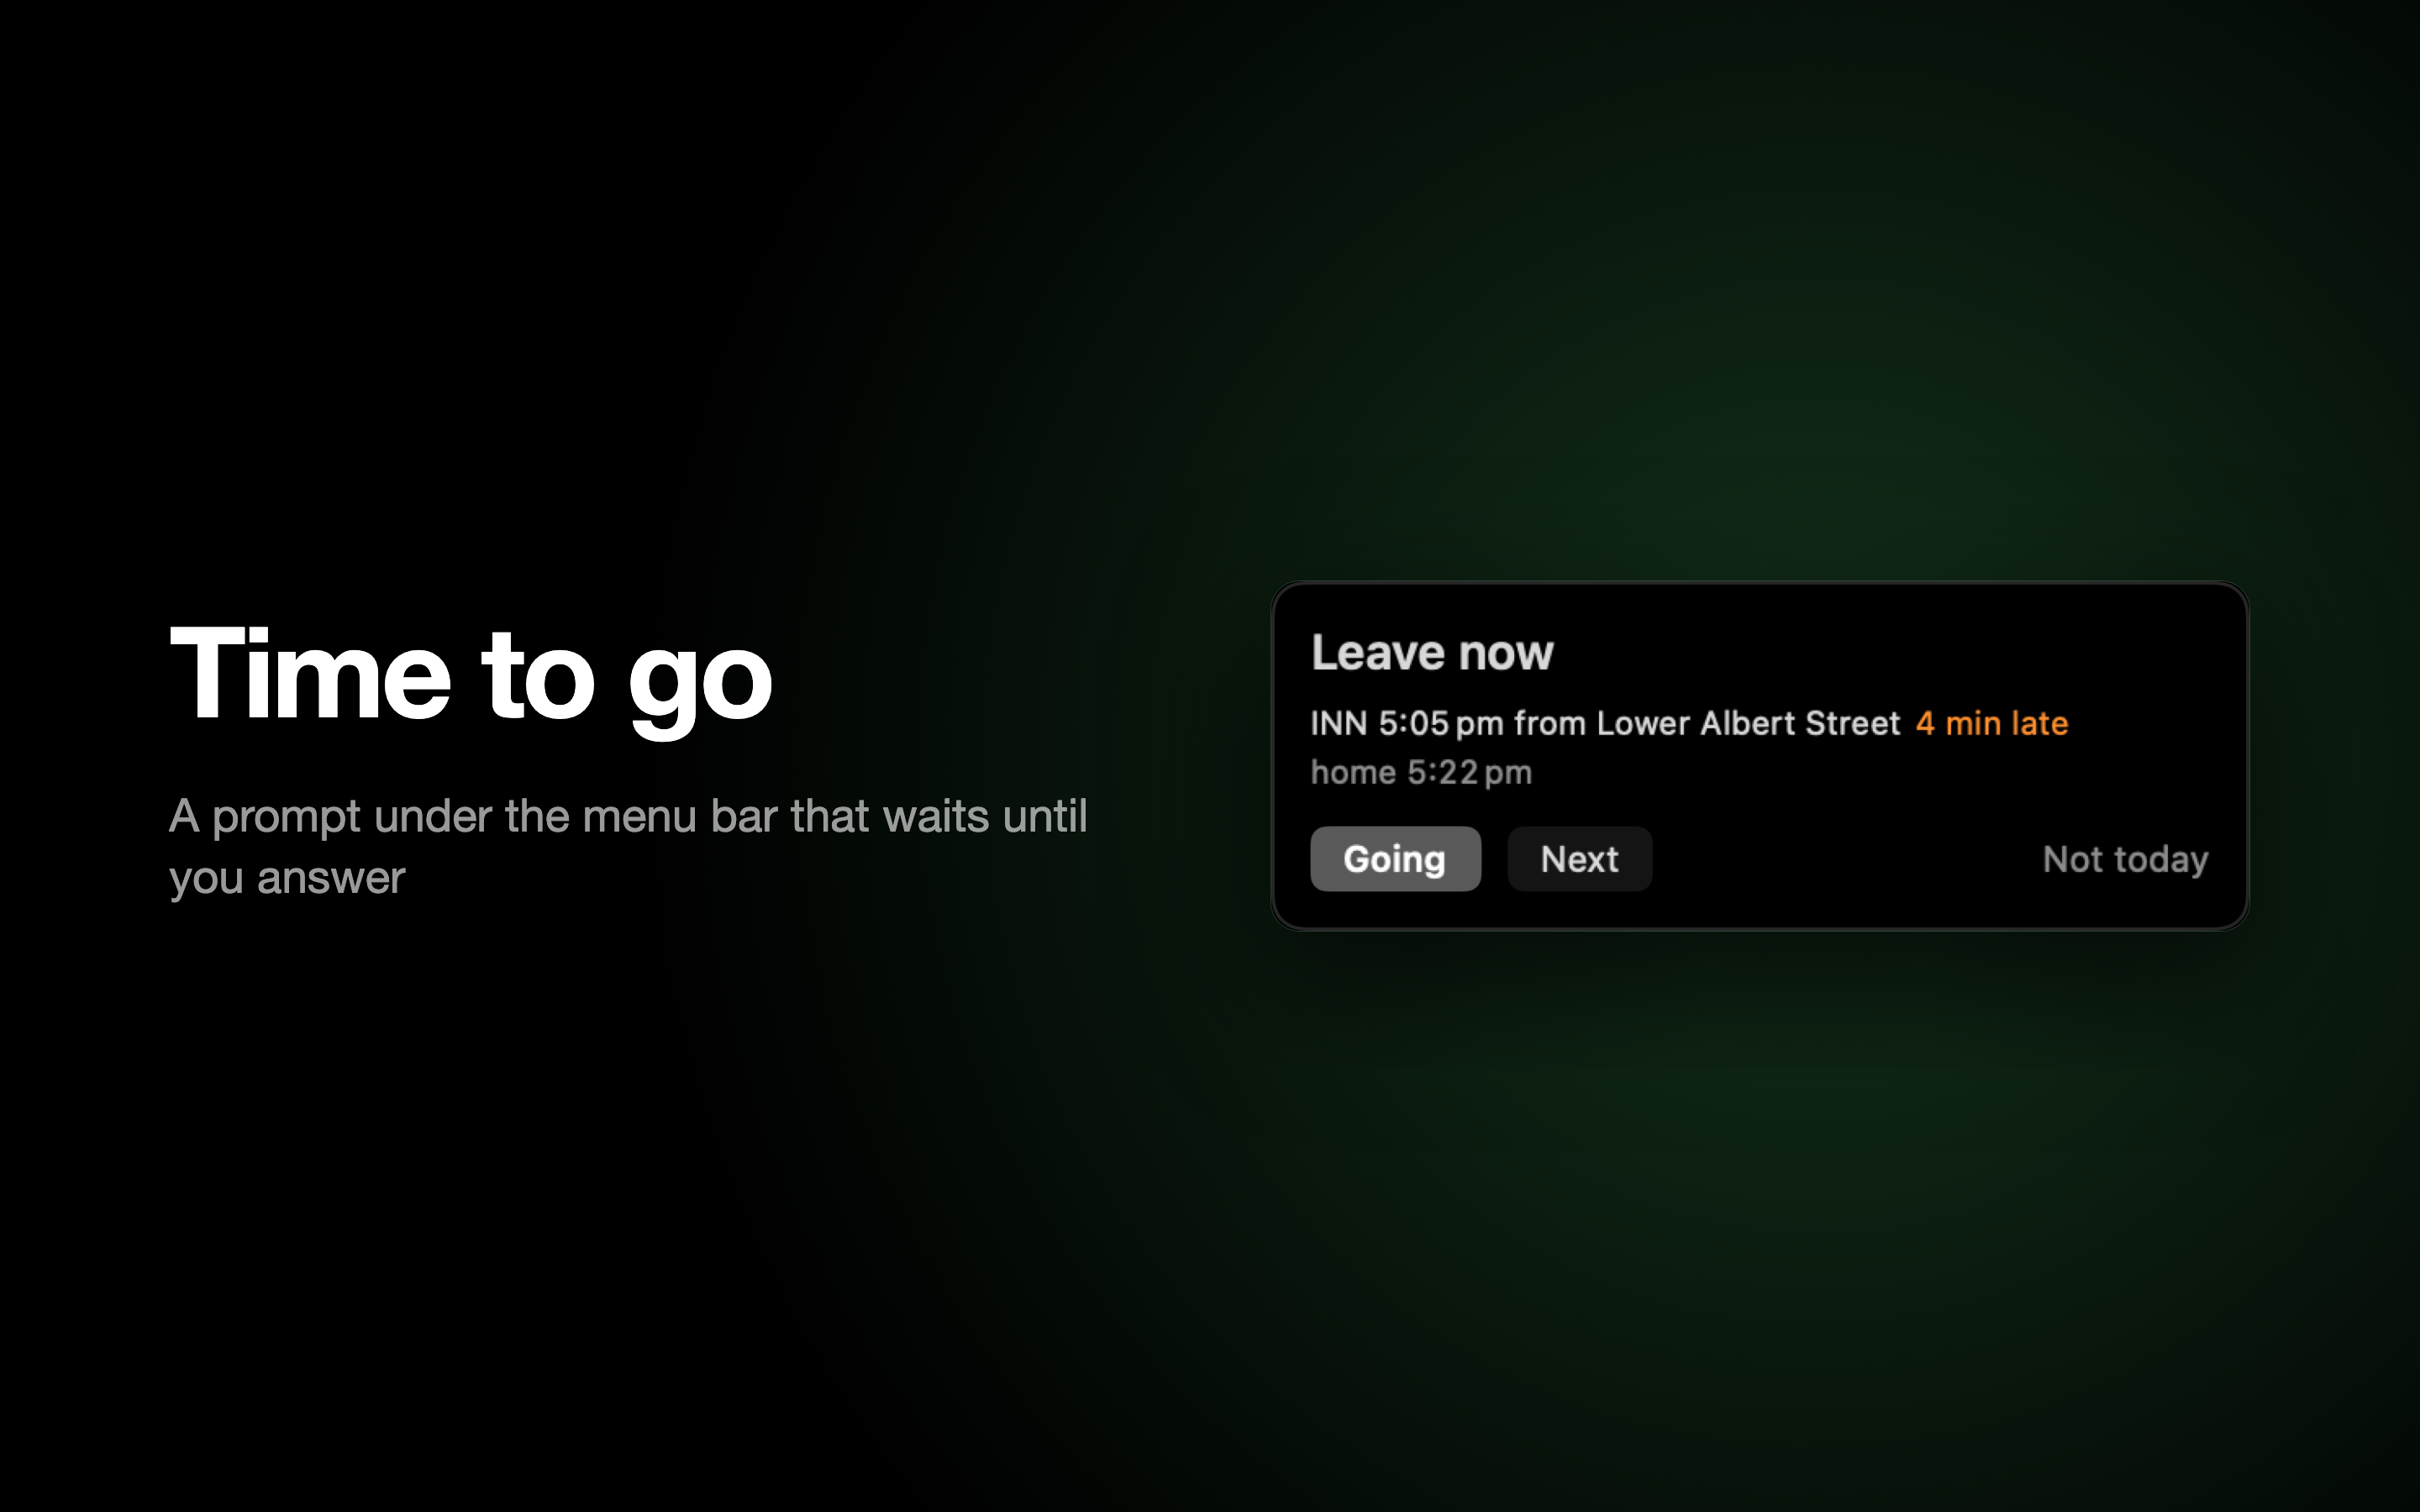 Time to go
A prompt under the menu bar that waits until
you answer
Leave now
INN 5:05 pm from Lower Albert Street 4 min late
home 5:22 pm
Going Next Not today